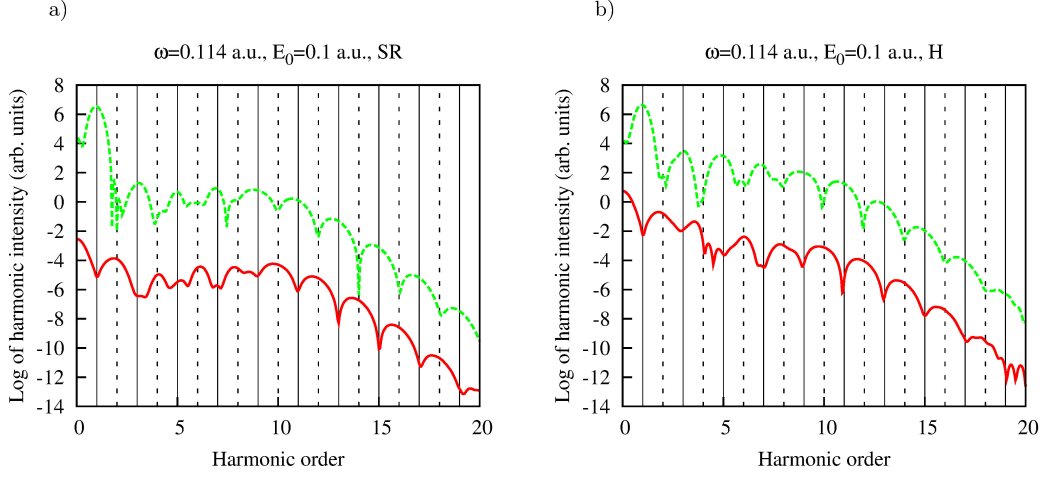 a)
ω=0.114 a.u., E0=0.1 a.u., SR
Log of harmonic intensity (arb. units)
8
6
4
2
0
-2
-4
-6
-8
-10
-12
-14
0 5 10 15 20
Harmonic order
b)
ω=0.114 a.u., E0=0.1 a.u., H
Log of harmonic intensity (arb. units)
8
6
4
2
0
-2
-4
-6
-8
-10
-12
-14
0 5 10 15 20
Harmonic order